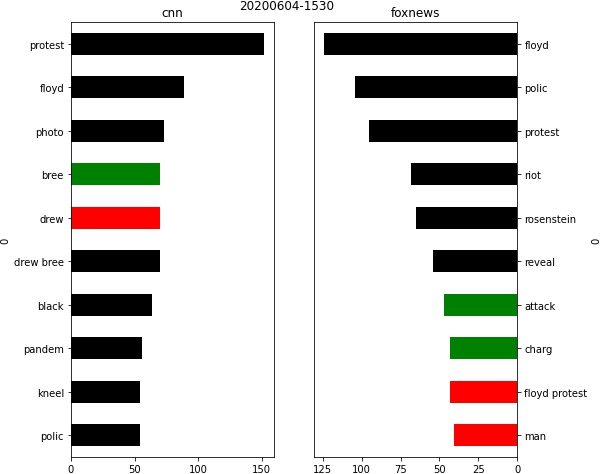 20200604-1530
cnn
foxnews
protest
floyd
photo
bree
drew
drew bree
black
pandem
kneel
polic
0
50
100
150
0
floyd
polic
protest
riot
rosenstein
reveal
attack
charg
floyd protest
man
125
100
75
50
25
0
0